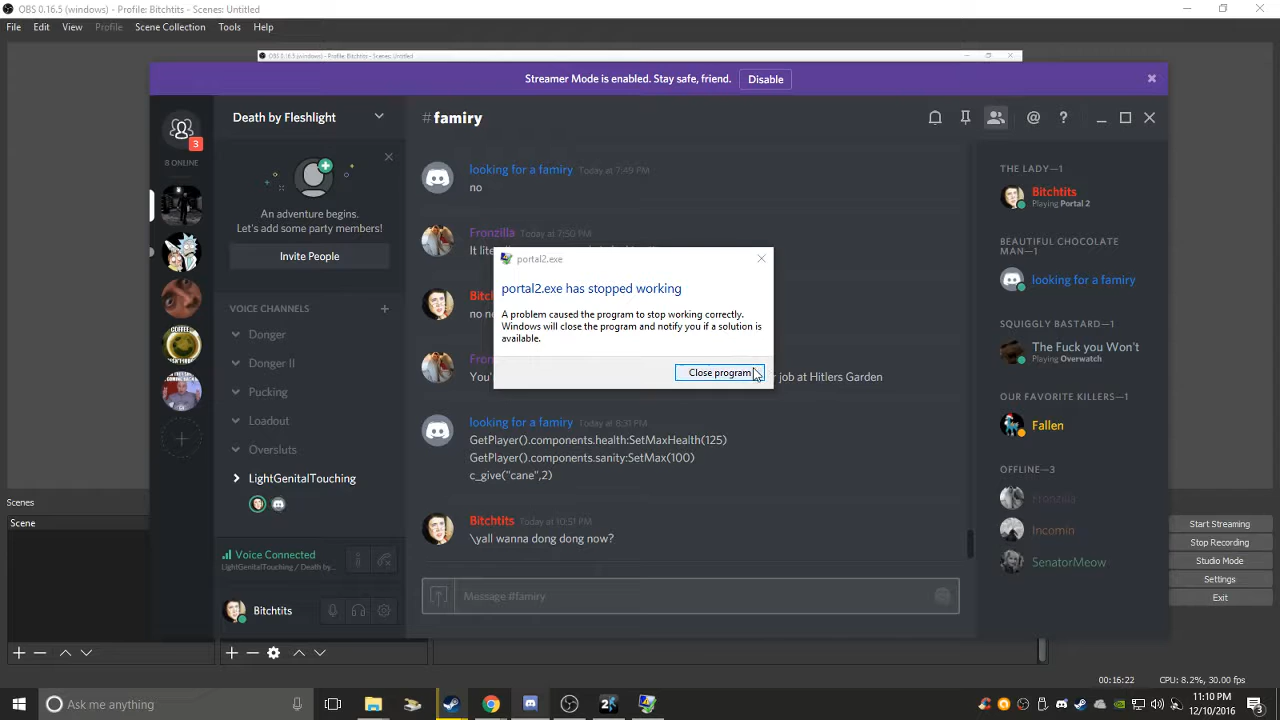 OBS 0.16.5 (windows) - Profile: Bitchtits - Scenes: Untitled
File Edit View Profile Scene Collection Tools Help
OBS 0.16.5 (windows) - Profile: Bitchtits - Scenes: Untitled
Streamer Mode is enabled. Stay safe, friend. Disable
Death by Fleshlight
#famiry
@ ?
3
8 ONLINE
An adventure begins.
Let's add some party members!
Invite People
VOICE CHANNELS
Donger
Donger II
Pucking
Loadout
Oversluts
LightGenitalTouching
Voice Connected
LightGenitalTouching / Death by...
Bitchtits
looking for a famiry Today at 7:49 PM
no
Fronzilla Today at 7:50 PM
It lite
Bitch
no n
Fron
You' r job at Hitlers Garden
looking for a famiry Today at 8:31 PM
GetPlayer().components.health:SetMaxHealth(125)
GetPlayer().components.sanity:SetMax(100)
c_give("cane",2)
Bitchtits Today at 10:51 PM
\yall wanna dong dong now?
Message #famiry
portal2.exe
portal2.exe has stopped working
A problem caused the program to stop working correctly.
Windows will close the program and notify you if a solution is
available.
Close program
THE LADY—1
Bitchtits
Playing Portal 2
BEAUTIFUL CHOCOLATE
MAN—1
looking for a famiry
SQUIGGLY BASTARD—1
The Fuck you Won't
Playing Overwatch
OUR FAVORITE KILLERS—1
Fallen
OFFLINE—3
Fronzilla
Incomin
SenatorMeow
Scenes
Scene
Start Streaming
Stop Recording
Studio Mode
Settings
Exit
00:16:22 CPU: 8.2%, 30.00 fps
Ask me anything
11:10 PM
12/10/2016
3